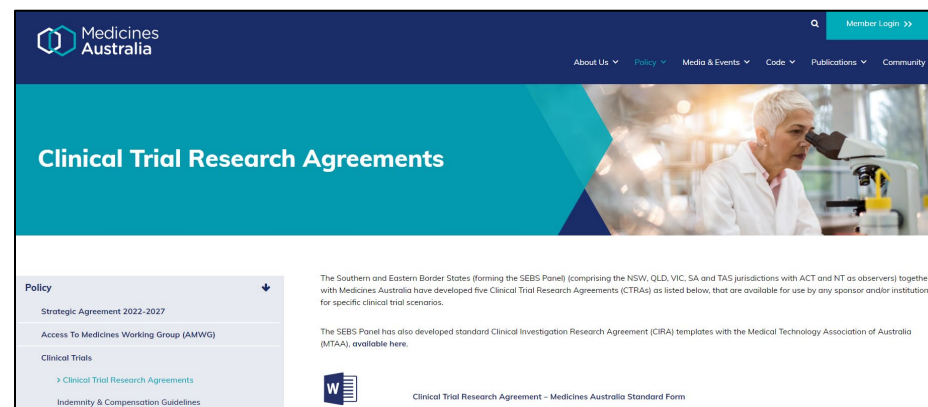 Medicines
Australia
Member Login >>
About Us
Policy
Media & Events
Code
Publications
Community
Clinical Trial Research Agreements
Policy
Strategic Agreement 2022-2027
Access To Medicines Working Group (AMWG)
Clinical Trials
> Clinical Trial Research Agreements
Indemnity & Compensation Guidelines
The Southern and Eastern Border States (forming the SEBS Panel) (comprising the NSW, QLD, VIC, SA and TAS jurisdictions with ACT and NT as observers) togethe
with Medicines Australia have developed five Clinical Trial Research Agreements (CTRAs) as listed below, that are available for use by any sponsor and/or institution
for specific clinical trial scenarios.
The SEBS Panel has also developed standard Clinical Investigation Research Agreement (CIRA) templates with the Medical Technology Association of Australia
(MTAA), available here.
W
Clinical Trial Research Agreement – Medicines Australia Standard Form